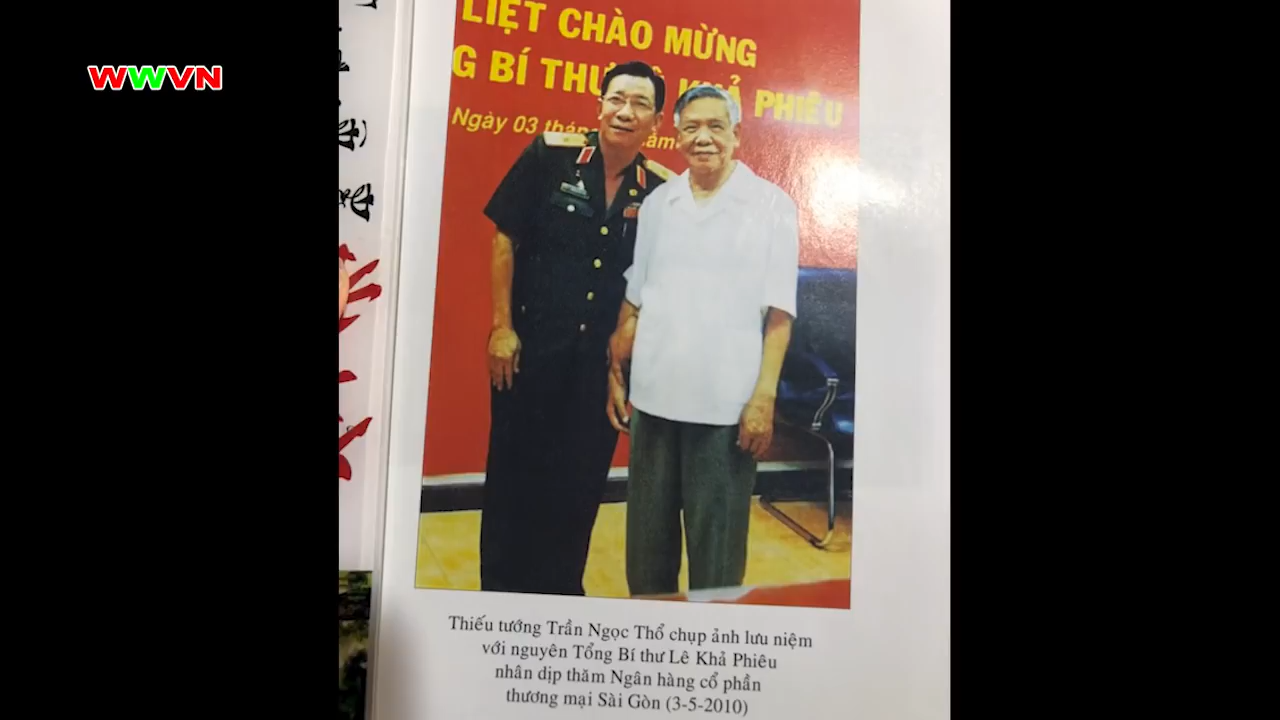 WWVN
LIỆT CHÀO MỪNG
G BÍ THƯ KHẢ PHIÊU
Ngày 03 tháng năm
Thiếu tướng Trần Ngọc Thổ chụp ảnh lưu niệm
với nguyên Tổng Bí thư Lê Khả Phiêu
nhân dịp thăm Ngân hàng cổ phần
thương mại Sài Gòn (3-5-2010)